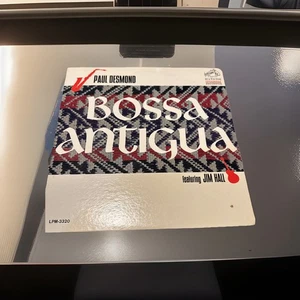 PAUL DESMOND
BOSSA
ANTIGUA
featuring JIM HALL
LPM-3320